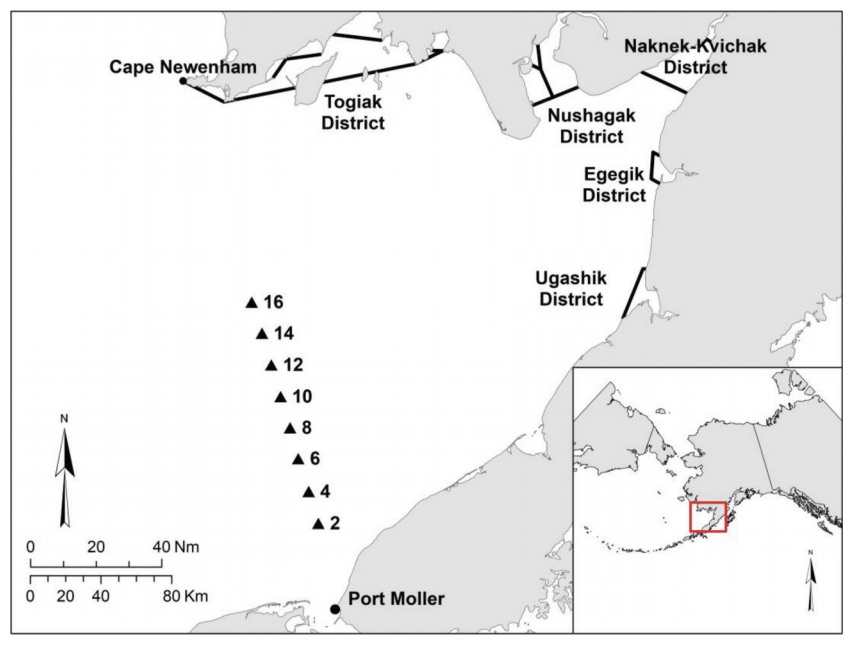 Naknek-Kvichak
District
Cape Newenham
Togiak
District
Nushagak
District
Egegik
District
Ugashik
District
16
14
12
10
8
6
4
2
N
0 20 40 Nm
0 20 40 80 Km
Port Moller
N